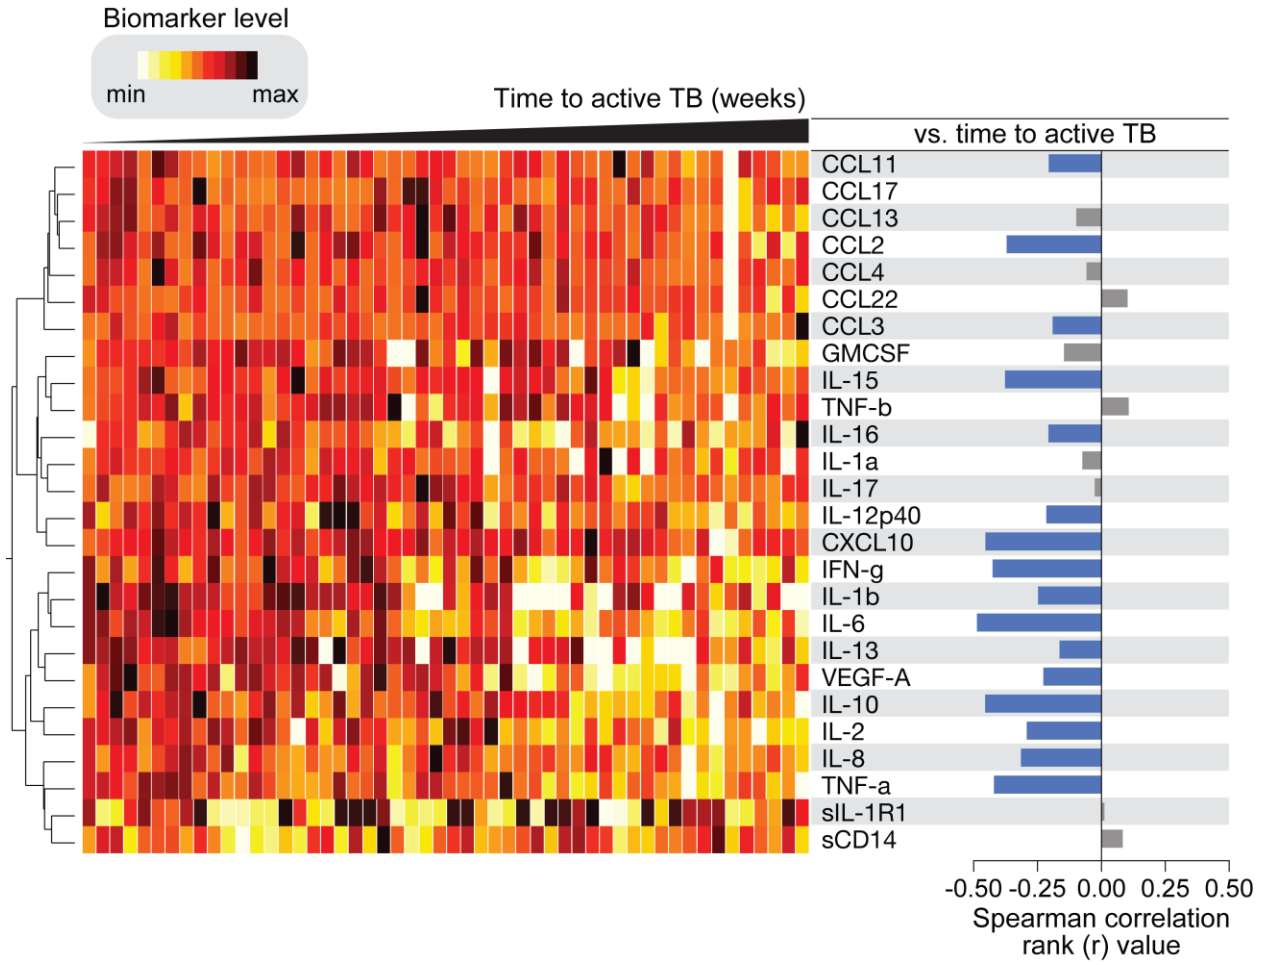 Biomarker level
min max
Time to active TB (weeks)
vs. time to active TB
CCL11
CCL17
CCL13
CCL2
CCL4
CCL22
CCL3
GMCSF
IL-15
TNF-b
IL-16
IL-1a
IL-17
IL-12p40
CXCL10
IFN-g
IL-1b
IL-6
IL-13
VEGF-A
IL-10
IL-2
IL-8
TNF-a
sIL-1R1
sCD14
-0.50 -0.25 0.00 0.25 0.50
Spearman correlation
rank (r) value